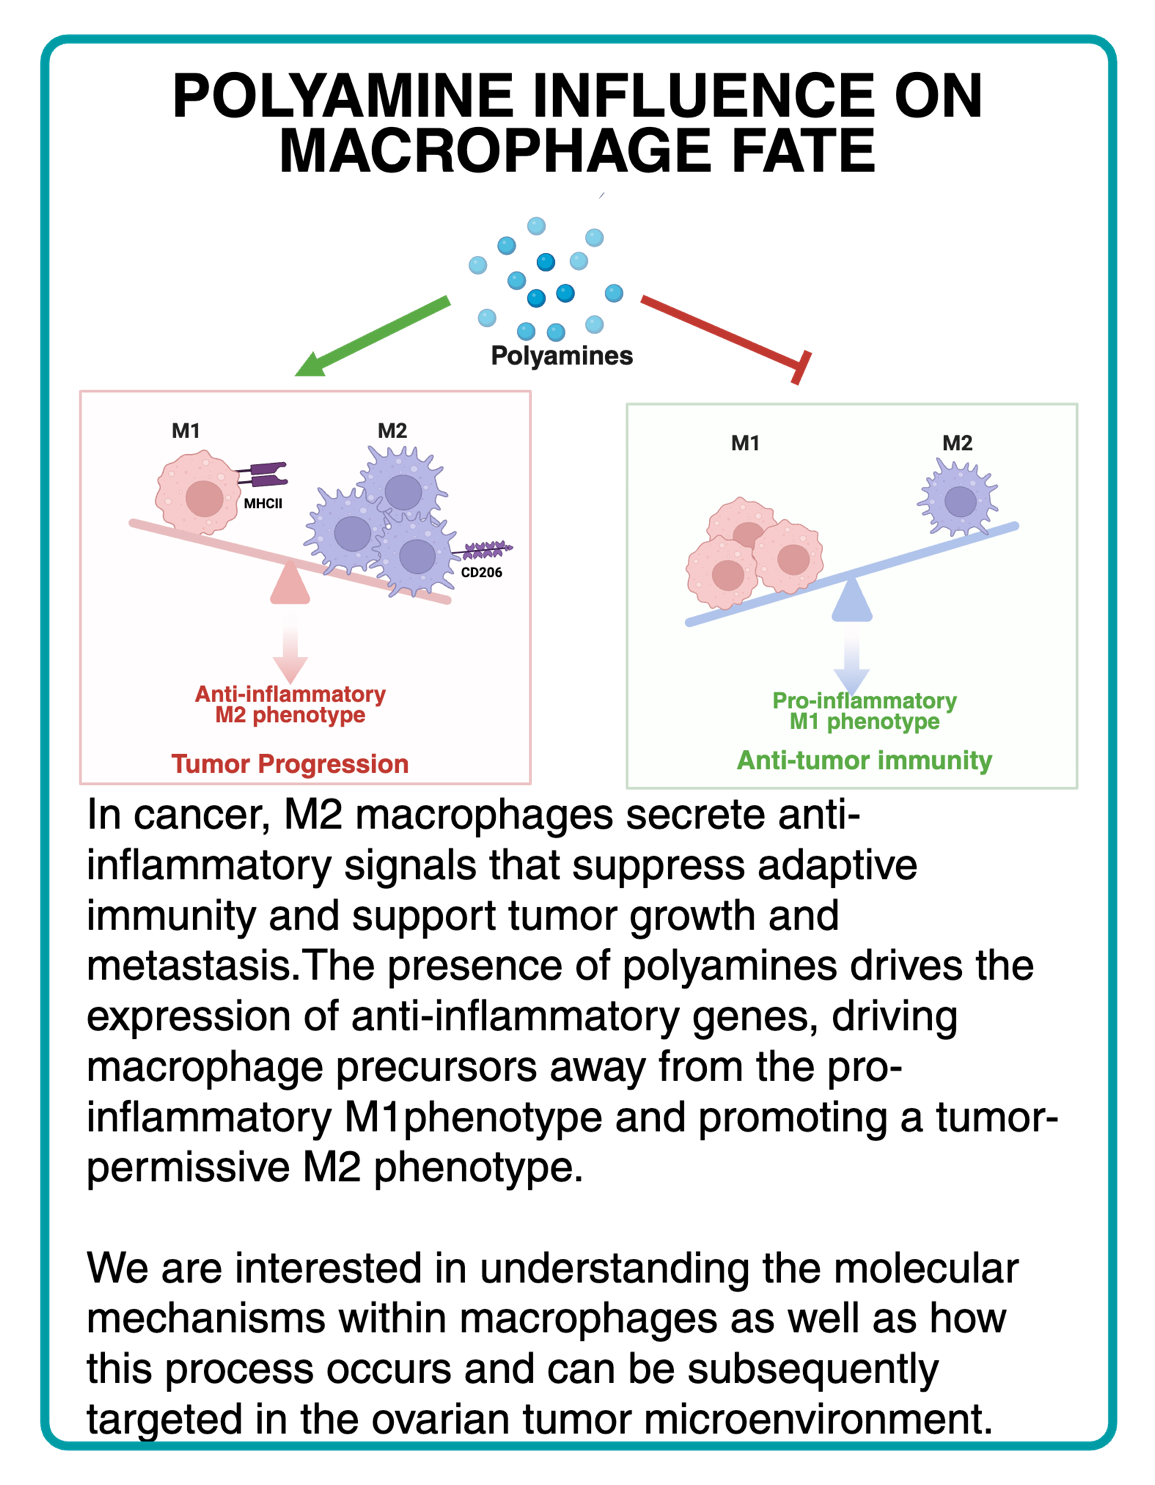 POLYAMINE INFLUENCE ON
MACROPHAGE FATE
Polyamines
M1
M2
MHCII
CD206
Anti-inflammatory
M2 phenotype
Tumor Progression
M1
M2
Pro-inflammatory
M1 phenotype
Anti-tumor immunity
In cancer, M2 macrophages secrete anti-
inflammatory signals that suppress adaptive
immunity and support tumor growth and
metastasis.The presence of polyamines drives the
expression of anti-inflammatory genes, driving
macrophage precursors away from the pro-
inflammatory M1phenotype and promoting a tumor-
permissive M2 phenotype.
We are interested in understanding the molecular
mechanisms within macrophages as well as how
this process occurs and can be subsequently
targeted in the ovarian tumor microenvironment.